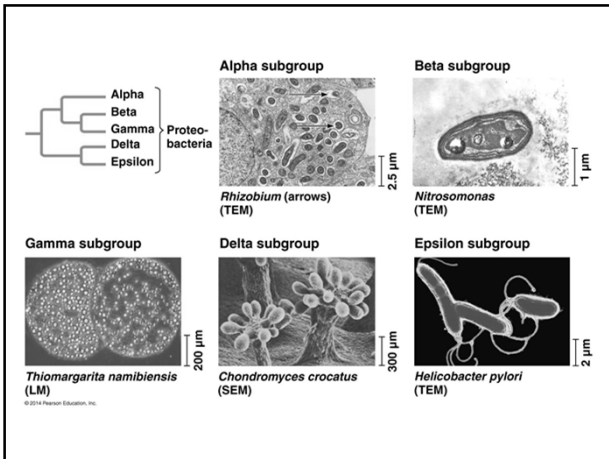 Alpha
Beta
Gamma
Delta
Epsilon
Proteo-
bacteria
Alpha subgroup
2.5 µm
Rhizobium (arrows)
(TEM)
Beta subgroup
1 µm
Nitrosomonas
(TEM)
Gamma subgroup
200 µm
Thiomargarita namibiensis
(LM)
Delta subgroup
300 µm
Chondromyces crocatus
(SEM)
Epsilon subgroup
2 µm
Helicobacter pylori
(TEM)
© 2014 Pearson Education, Inc.